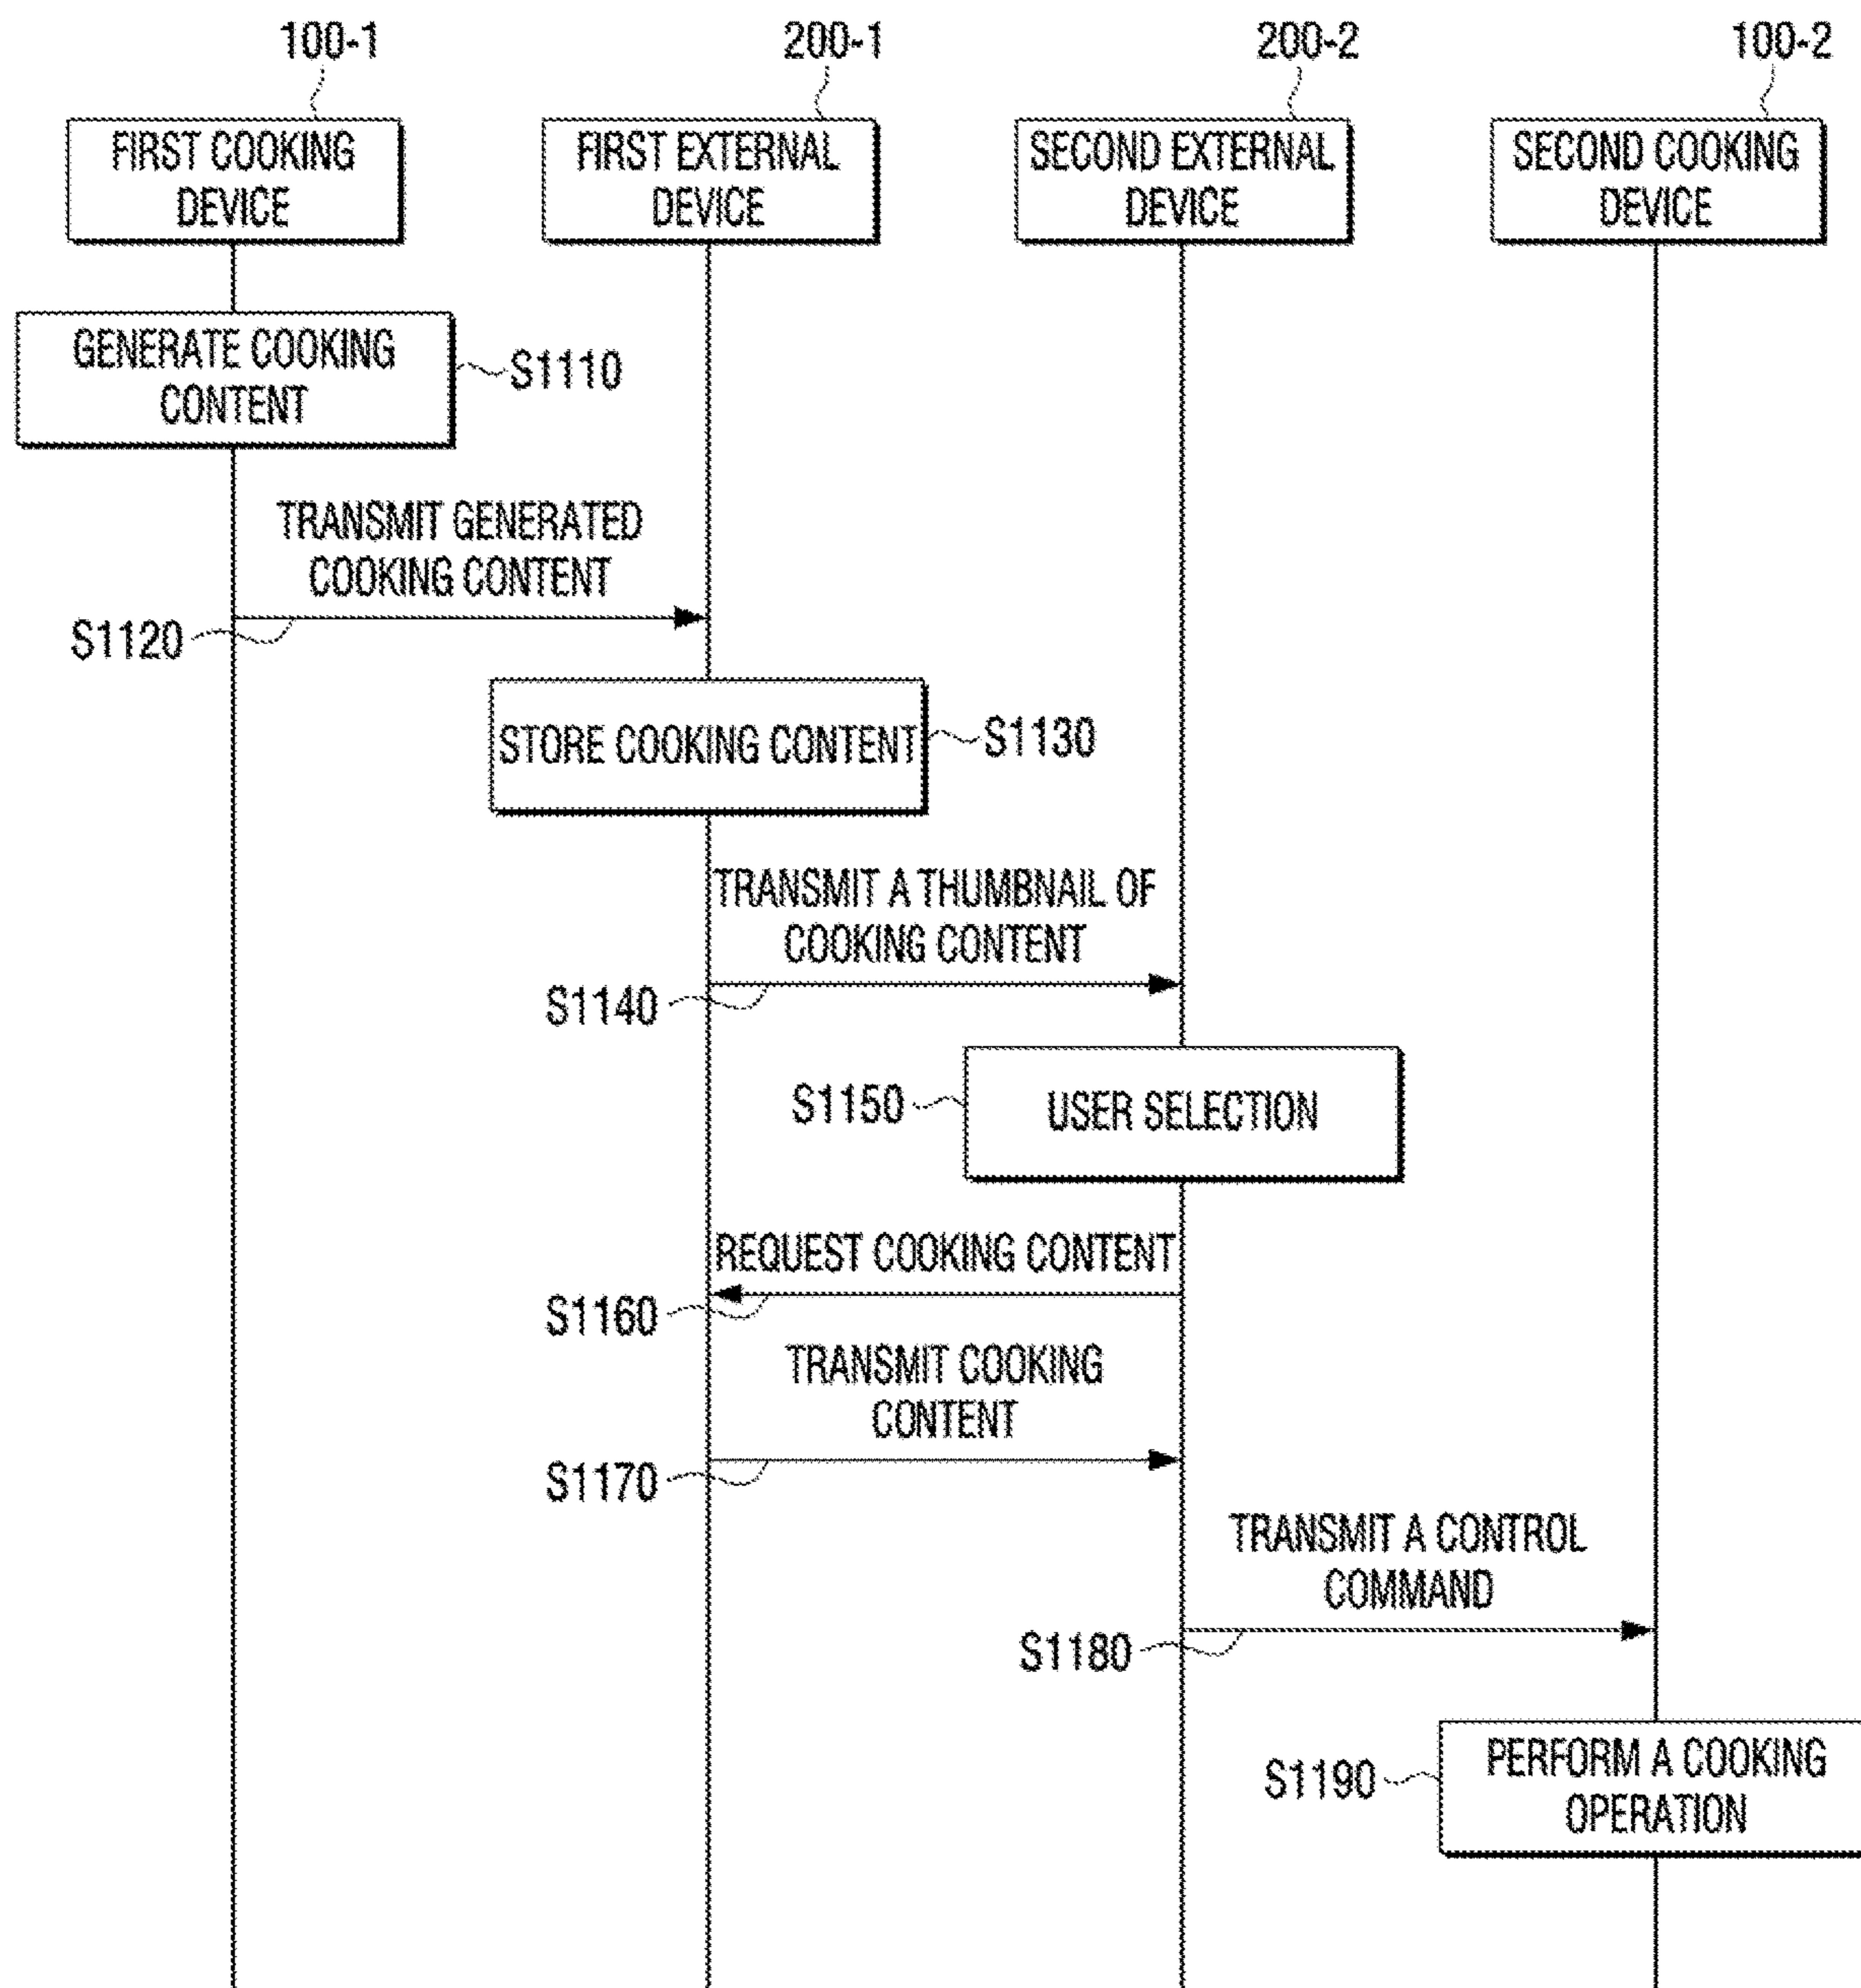 100-1
200-1
200-2
100-2
FIRST COOKING
DEVICE
FIRST EXTERNAL
DEVICE
SECOND EXTERNAL
DEVICE
SECOND COOKING
DEVICE
GENERATE COOKING
CONTENT
S1110
TRANSMIT GENERATED
COOKING CONTENT
S1120
STORE COOKING CONTENT
S1130
TRANSMIT A THUMBNAIL OF
COOKING CONTENT
S1140
S1150
USER SELECTION
REQUEST COOKING CONTENT
S1160
TRANSMIT COOKING
CONTENT
S1170
TRANSMIT A CONTROL
COMMAND
S1180
S1190
PERFORM A COOKING
OPERATION